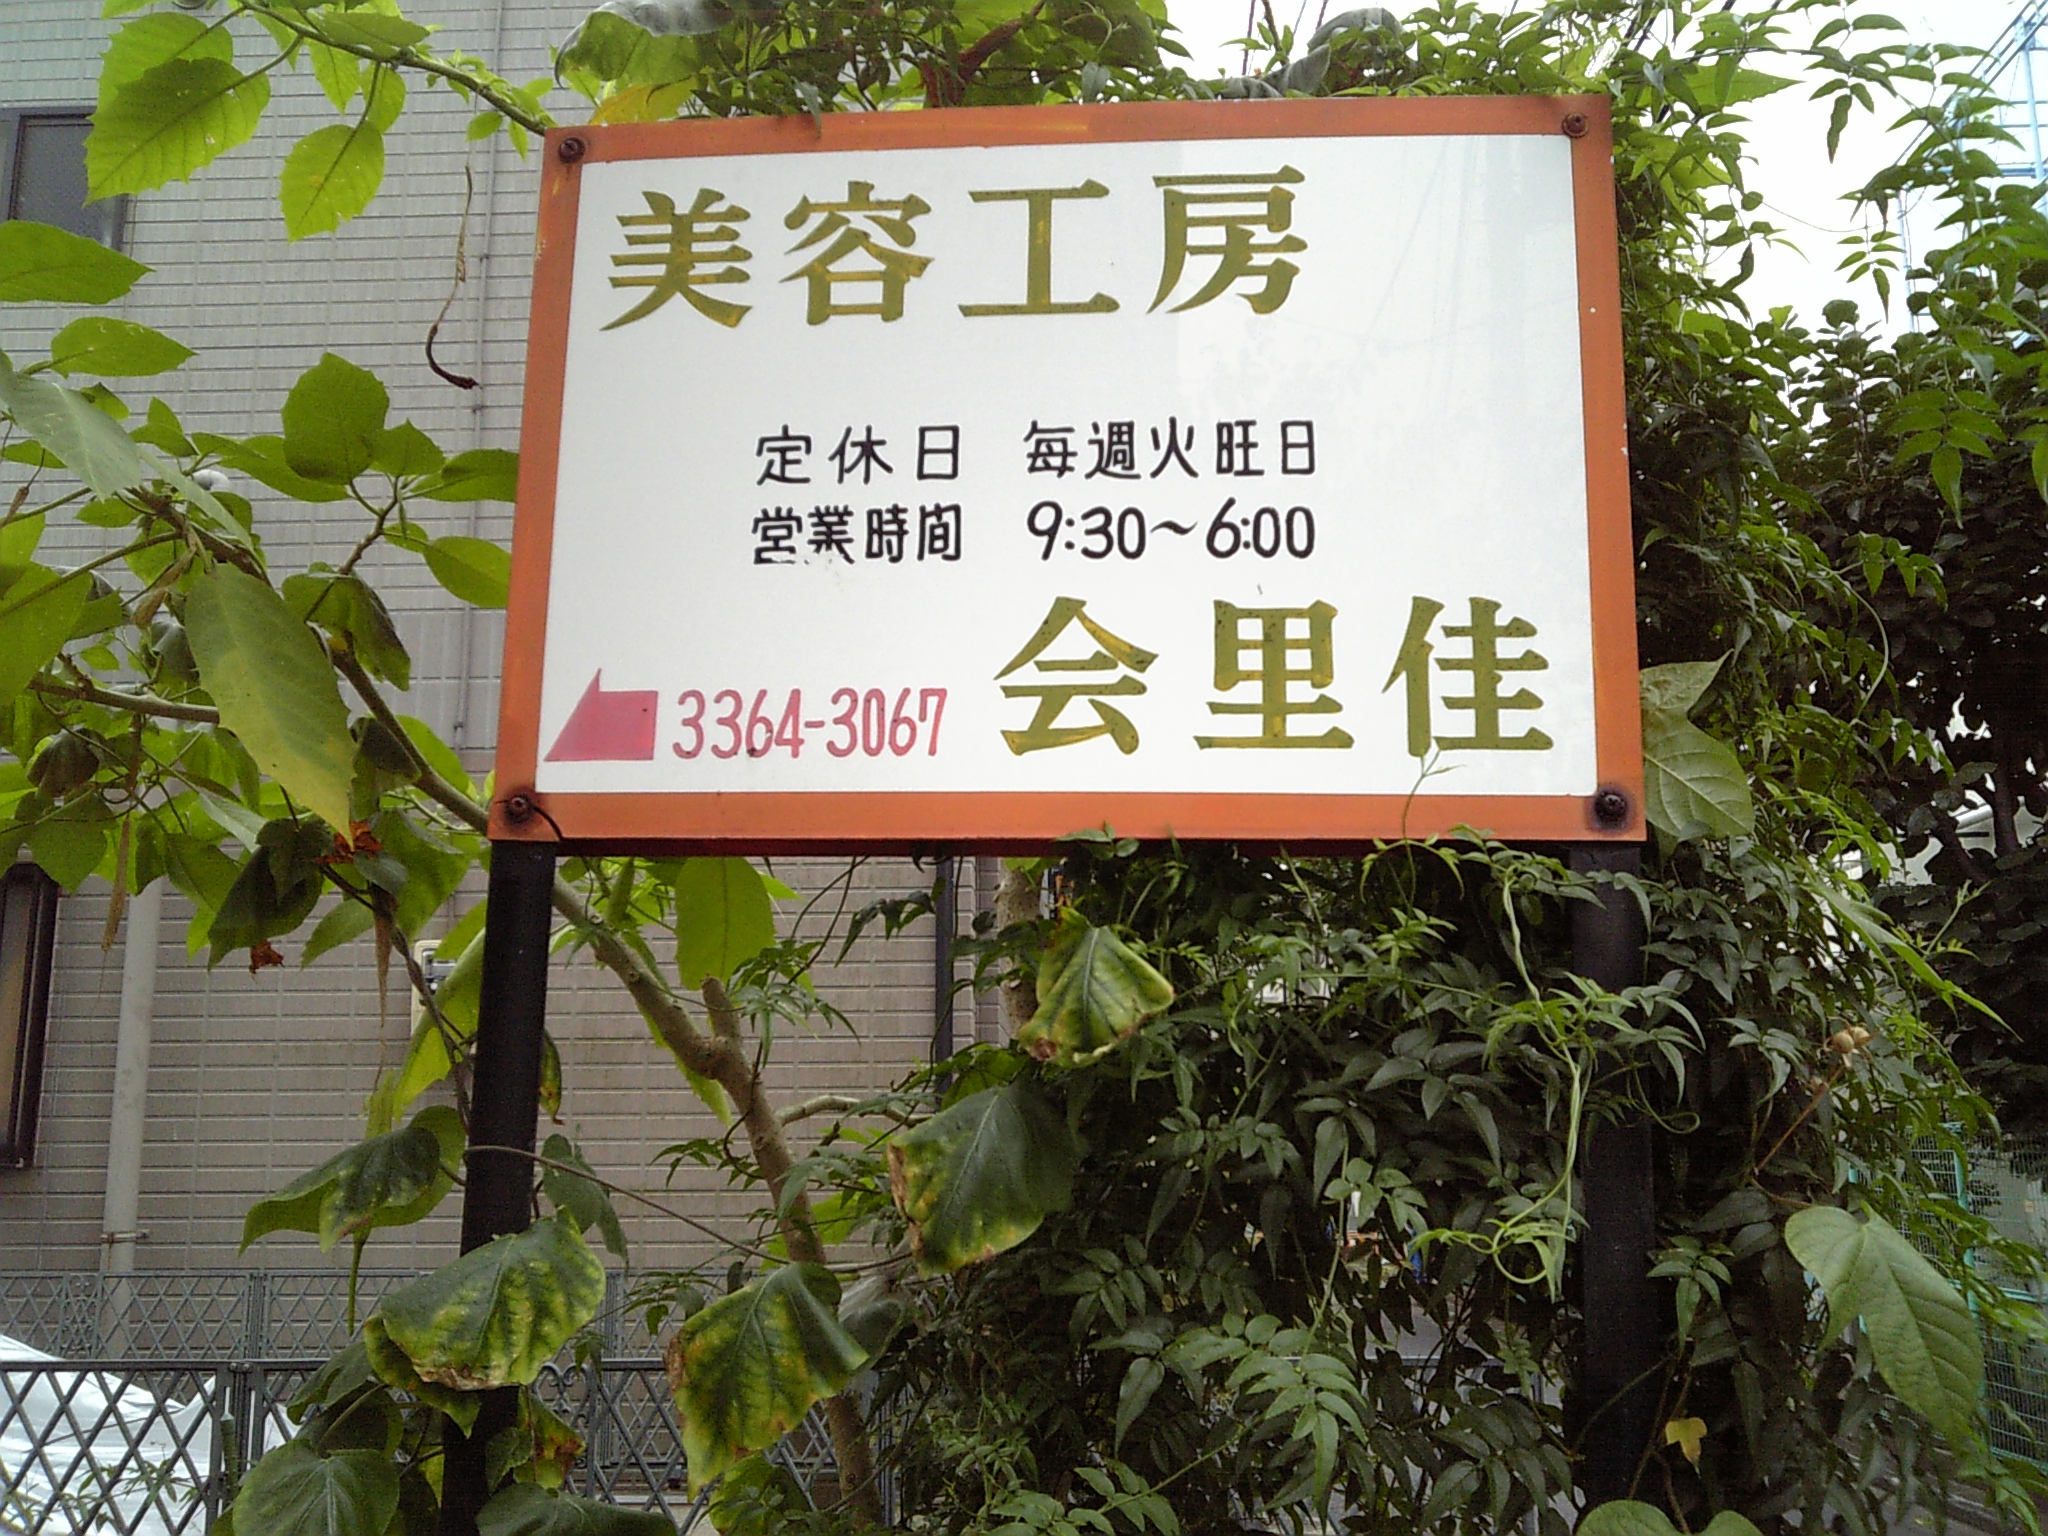 美容工房
定休日 毎週火旺日
営業時間 9:30～6:00
会里佳
3364-3067